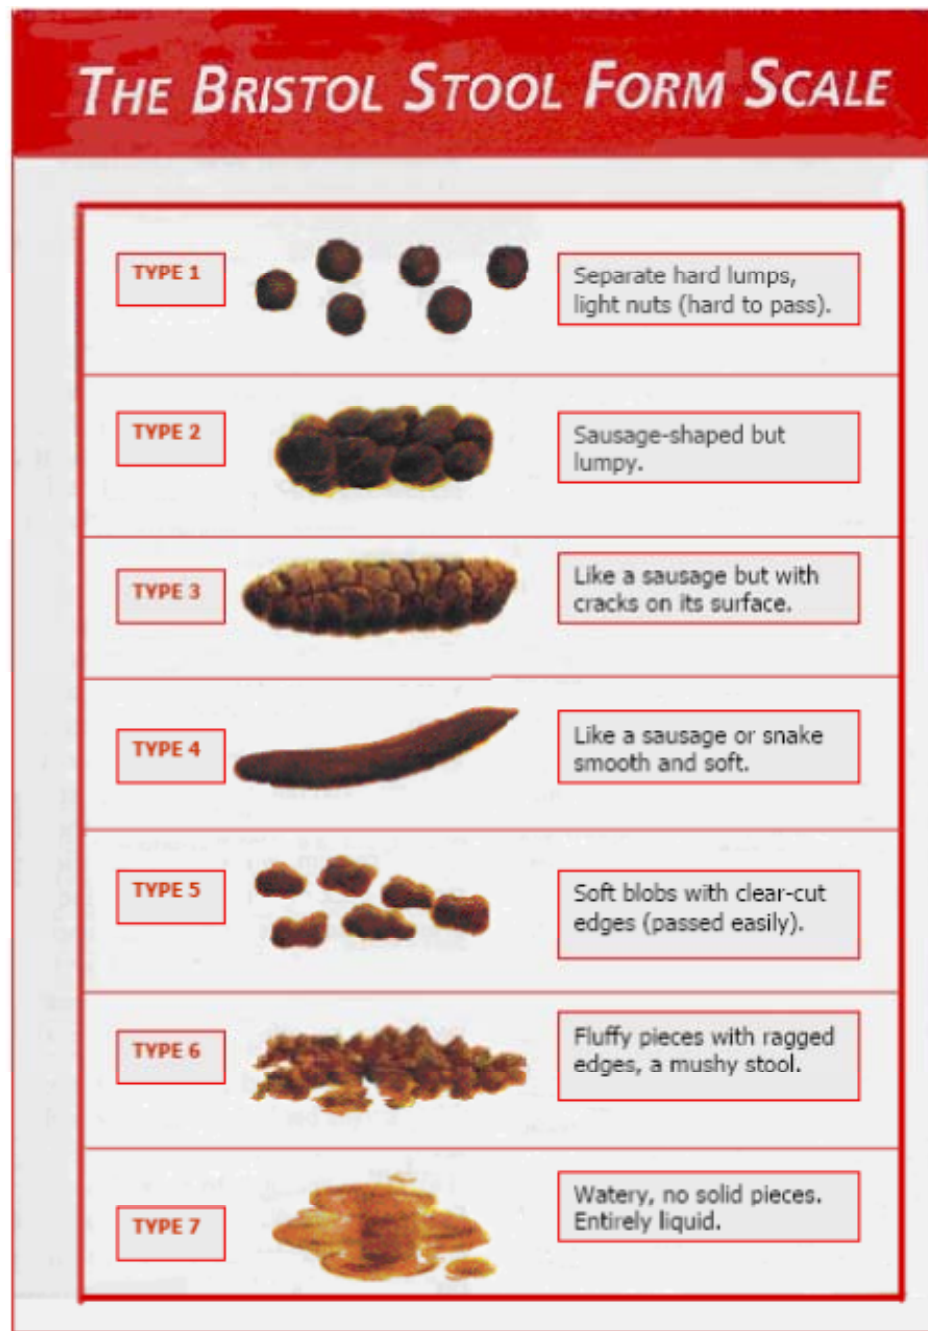 THE BRISTOL STOOL FORM SCALE
TYPE 1
Separate hard lumps,
light nuts (hard to pass).
TYPE 2
Sausage-shaped but
lumpy.
TYPE 3
Like a sausage but with
cracks on its surface.
TYPE 4
Like a sausage or snake
smooth and soft.
TYPE 5
Soft blobs with clear-cut
edges (passed easily).
TYPE 6
Fluffy pieces with ragged
edges, a mushy stool.
TYPE 7
Watery, no solid pieces.
Entirely liquid.